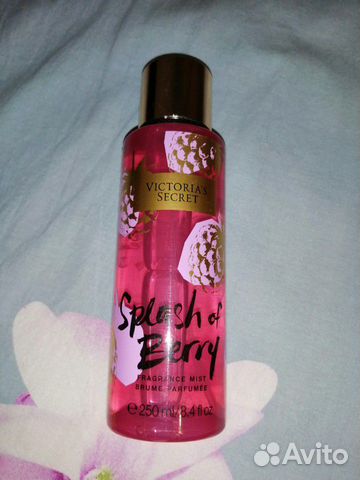 VICTORIA'S
SECRET
Splash of
Berry
FRAGRANCE MIST
BRUME PARFUMÉE
℮ 250 ml/8.4 fl oz
Avito